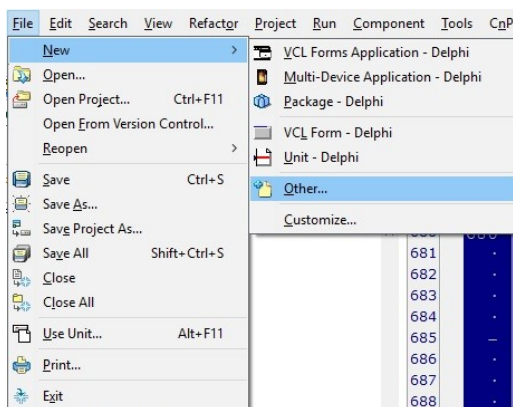 File Edit Search View Refactor Project Run Component Tools CnP
New >
Open...
Open Project... Ctrl+F11
Open From Version Control...
Reopen >
Save Ctrl+S
Save As...
Save Project As...
Save All Shift+Ctrl+S
Close
Close All
Use Unit... Alt+F11
Print...
Exit
VCL Forms Application - Delphi
Multi-Device Application - Delphi
Package - Delphi
VCL Form - Delphi
Unit - Delphi
Other...
Customize...
681
682
683
684
685
686
687
688